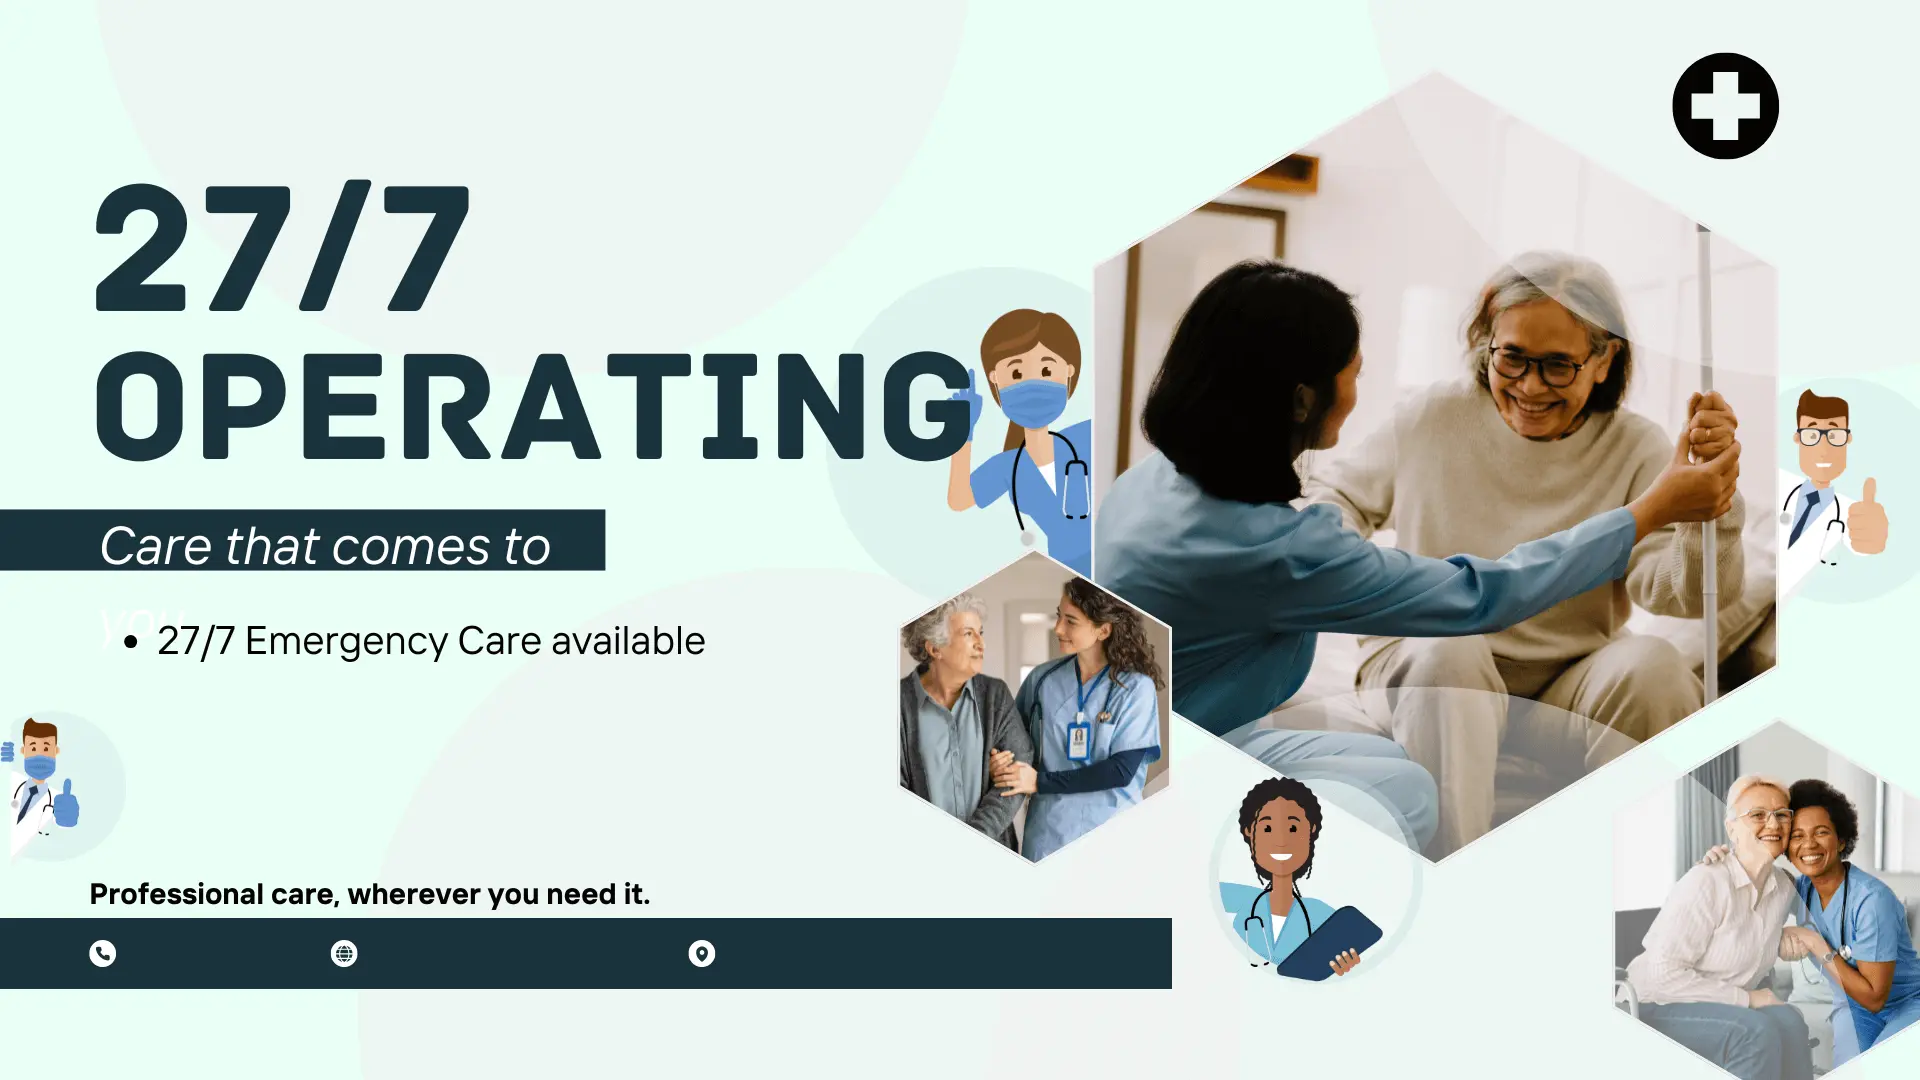 27/7
OPERATING
Care that comes to
you
• 27/7 Emergency Care available
Professional care, wherever you need it.